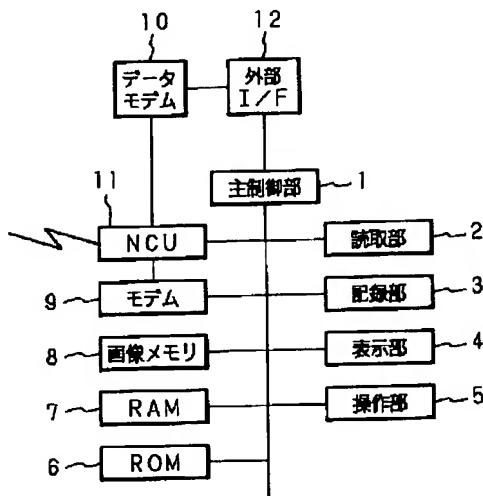 10
12
データ
モデム
外部
I/F
主制御部
1
11
NCU
読取部
2
9
モデム
記録部
3
8
画像メモリ
表示部
4
7
RAM
操作部
5
6
ROM